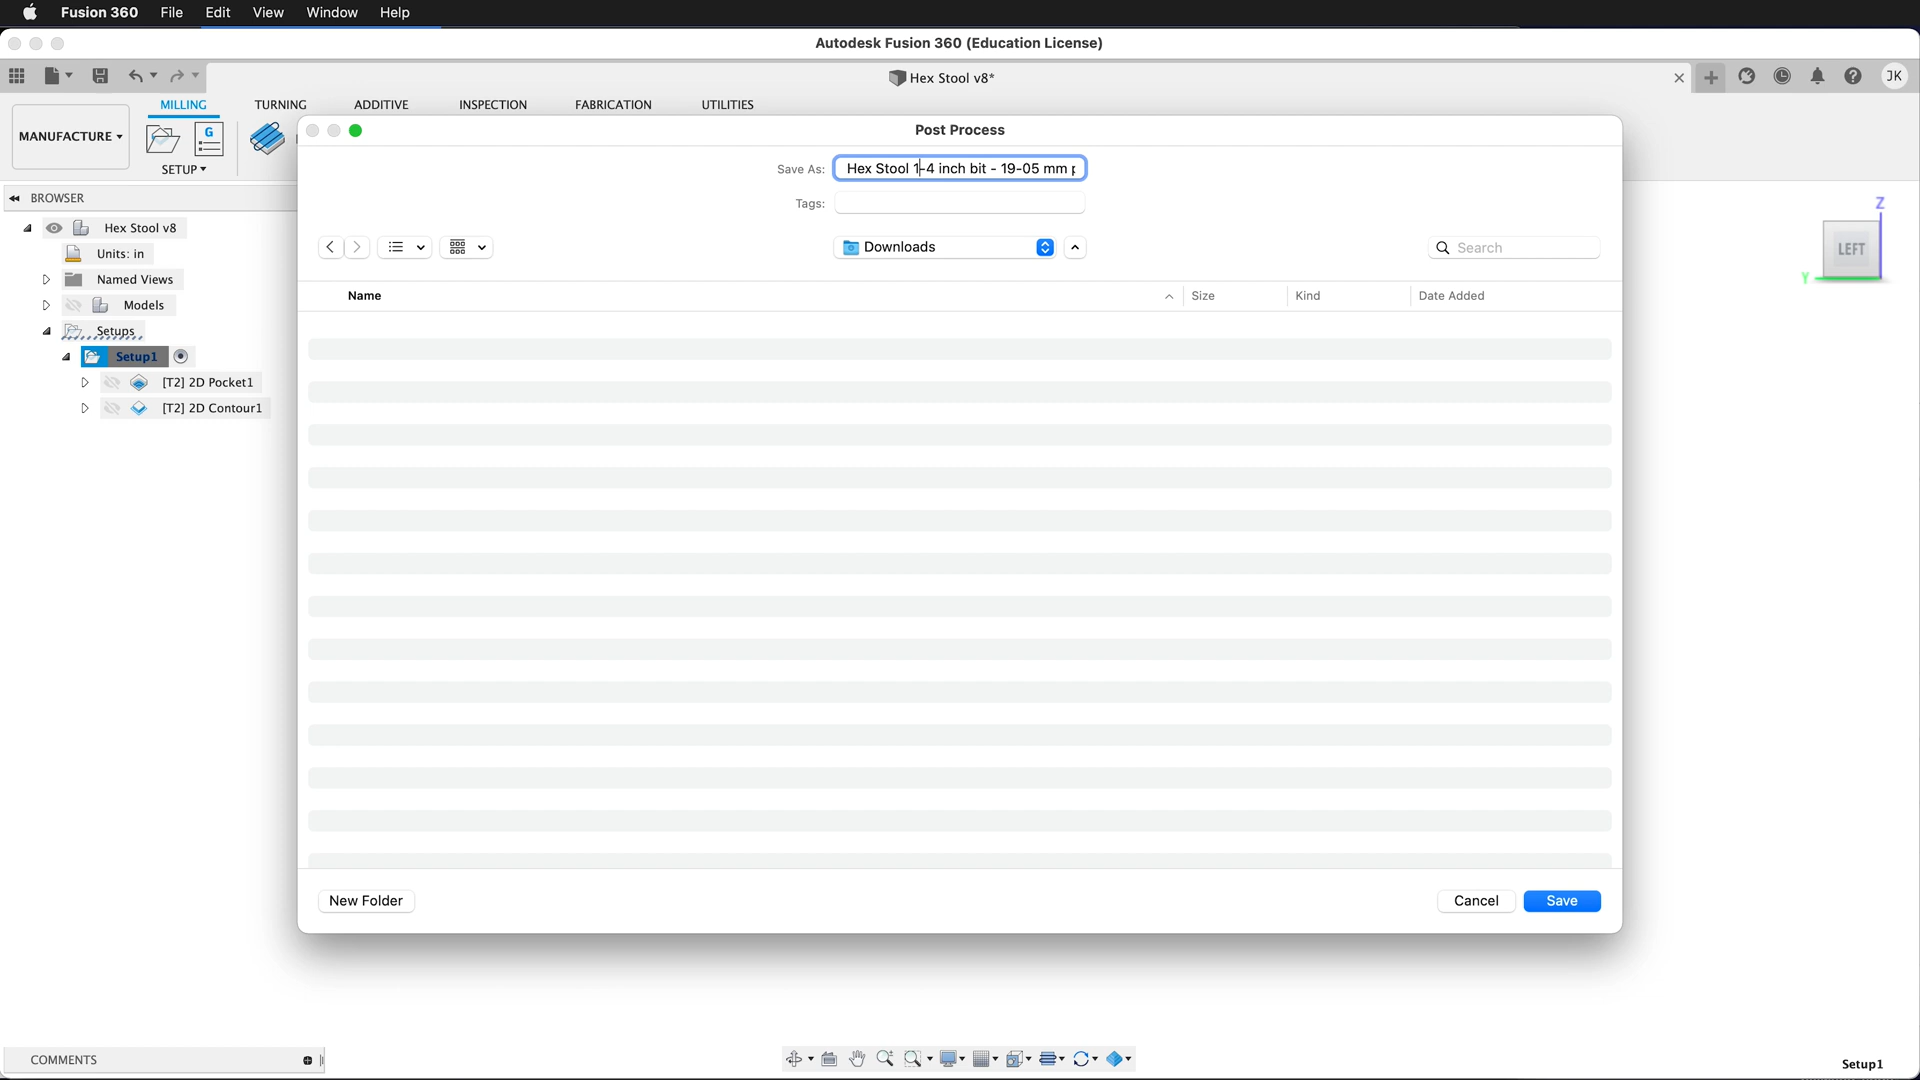 Fusion 360 File Edit View Window Help
Autodesk Fusion 360 (Education License)
Hex Stool v8*
JK
MILLING TURNING ADDITIVE INSPECTION FABRICATION UTILITIES
MANUFACTURE
G
SETUP
Post Process
Save As: Hex Stool 1-4 inch bit - 19-05 mm
Tags:
Downloads
Search
Name Size Kind Date Added
BROWSER
Hex Stool v8
Units: in
Named Views
Models
Setups
Setup1
[T2] 2D Pocket1
[T2] 2D Contour1
Z
LEFT
Y
New Folder Cancel Save
COMMENTS
Setup1